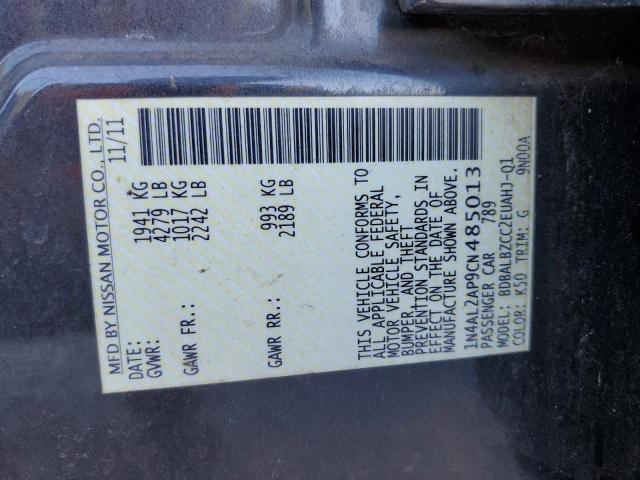 MFD BY NISSAN MOTOR CO., LTD.
DATE: 11/11
GVWR: 1941 KG
4279 LB
GAWR FR.: 1017 KG
2242 LB
GAWR RR.: 993 KG
2189 LB
THIS VEHICLE CONFORMS TO
ALL APPLICABLE FEDERAL
MOTOR VEHICLE SAFETY,
BUMPER, AND THEFT
PREVENTION STANDARDS IN
EFFECT ON THE DATE OF
MANUFACTURE SHOWN ABOVE.
1N4AL2AP9CN485013
PASSENGER CAR 789
MODEL: BDBALBZCC2EUAHJ-Q1
COLOR: K50 TRIM: G 9N00A